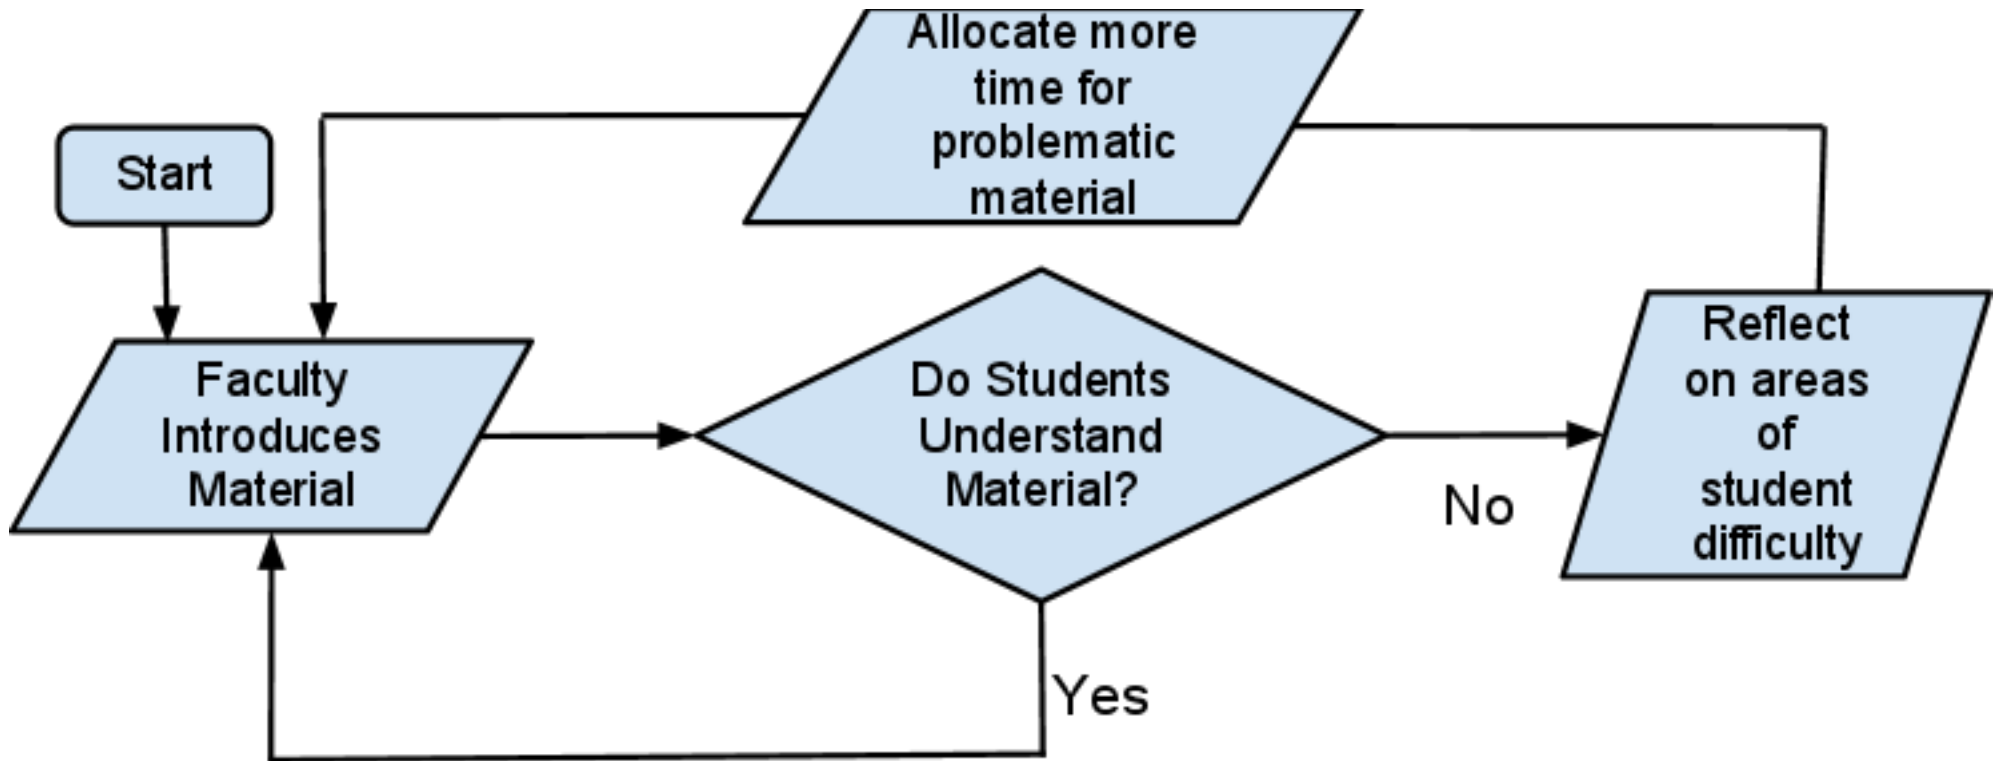 Allocate more
time for
problematic
material
Start
Faculty
Introduces
Material
Do Students
Understand
Material?
No
Reflect
on areas
of
student
difficulty
Yes